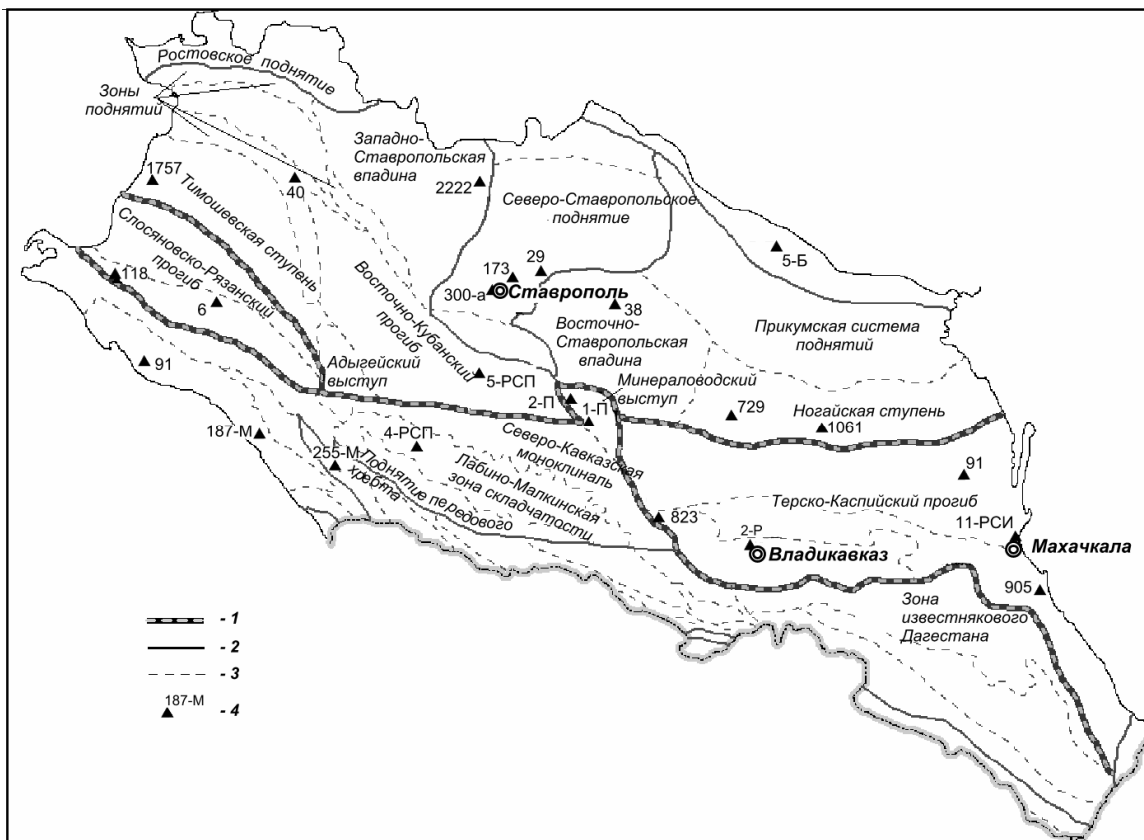 Ростовское поднятие
Зоны
поднятий
Западно-
Ставропольская
впадина
1757
40
2222
Тимошевская ступень
Северо-Ставропольское
поднятие
Слосяновско-Рязанский
прогиб
118
6
Восточно-Кубанский
прогиб
173
29
5-Б
300-а
Ставрополь
38
Восточно-
Ставропольская
впадина
Прикумская система
поднятий
91
Адыгейский
выступ
5-РСП
2-П
1-П
Минераловодский
выступ
729
Ногайская ступень
1061
187-М
4-РСП
255-М
Северо-Кавказская
моноклиналь
Лабино-Малкинская
зона складчатости
Поднятие передового
хребта
91
Терско-Каспийский прогиб
823
2-Р
Владикавказ
11-РСИ
Махачкала
905
Зона
известнякового
Дагестана
- 1
- 2
- 3
187-М
- 4